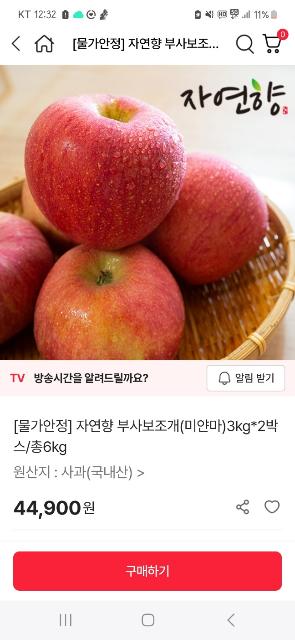 KT 12:32
11%
[물가안정] 자연향 부사보조...
0
자연향
TV 방송시간을 알려드릴까요?
알림 받기
[물가안정] 자연향 부사보조개(미얀마)3kg*2박
스/총6kg
원산지 : 사과(국내산) >
44,900원
구매하기